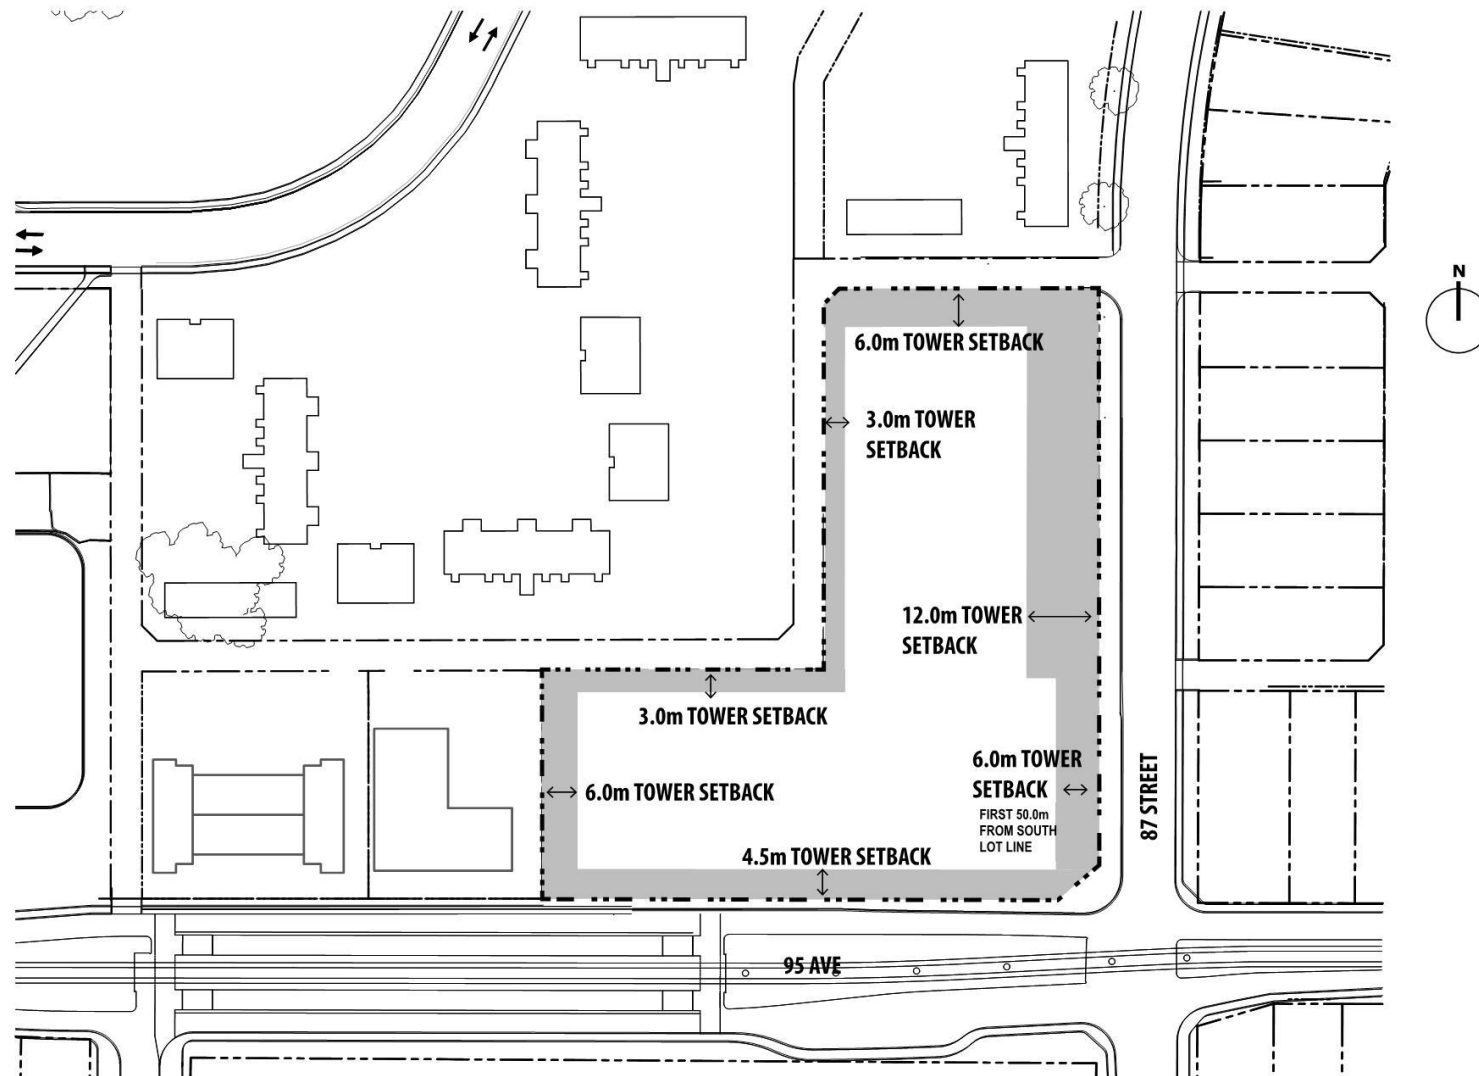 N
6.0m TOWER SETBACK
3.0m TOWER
SETBACK
12.0m TOWER
SETBACK
3.0m TOWER SETBACK
6.0m TOWER
SETBACK
FIRST 50.0m
FROM SOUTH
LOT LINE
6.0m TOWER SETBACK
87 STREET
4.5m TOWER SETBACK
95 AVE